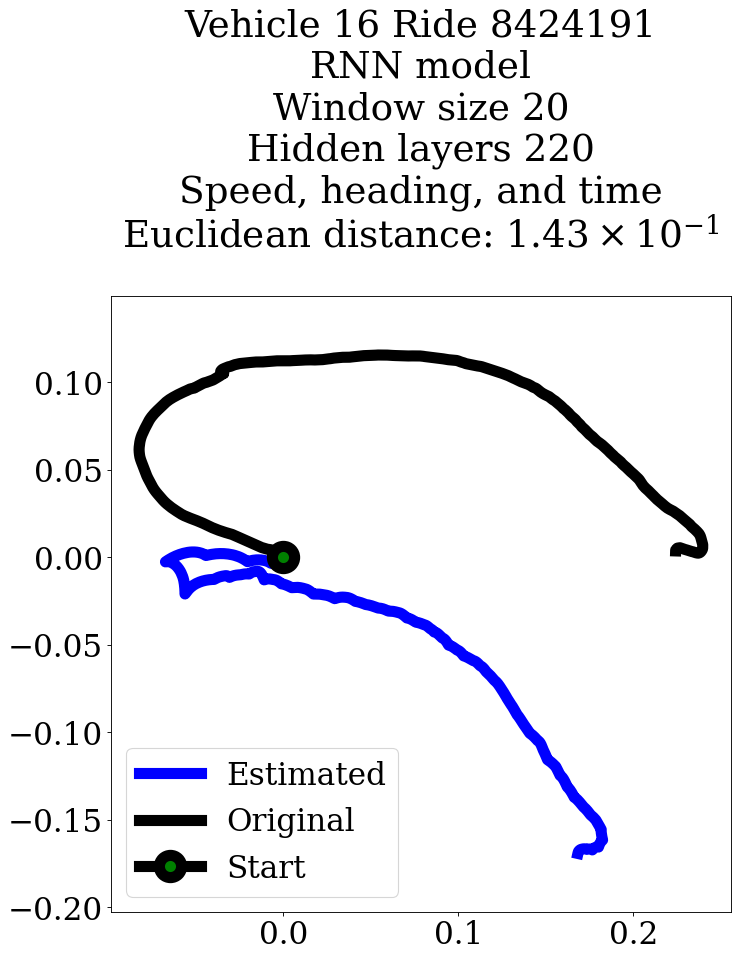 Vehicle 16 Ride 8424191
RNN model
Window size 20
Hidden layers 220
Speed, heading, and time
Euclidean distance: 1.43 × 10⁻¹
0.10
0.05
0.00
−0.05
−0.10
−0.15
−0.20
Estimated
Original
Start
0.0 0.1 0.2